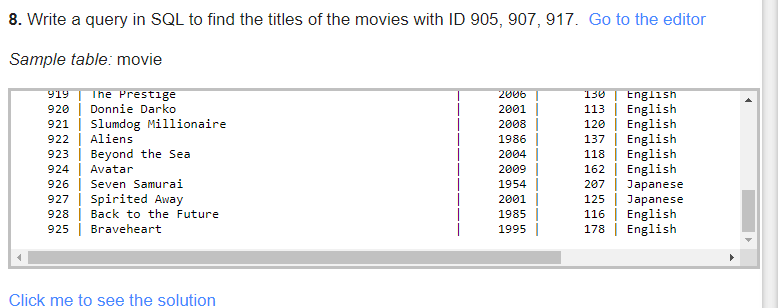 8. Write a query in SQL to find the titles of the movies with ID 905, 907, 917. Go to the editor
Sample table: movie
919 | The Prestige | 2006 | 130 | English
920 | Donnie Darko | 2001 | 113 | English
921 | Slumdog Millionaire | 2008 | 120 | English
922 | Aliens | 1986 | 137 | English
923 | Beyond the Sea | 2004 | 118 | English
924 | Avatar | 2009 | 162 | English
926 | Seven Samurai | 1954 | 207 | Japanese
927 | Spirited Away | 2001 | 125 | Japanese
928 | Back to the Future | 1985 | 116 | English
925 | Braveheart | 1995 | 178 | English
Click me to see the solution